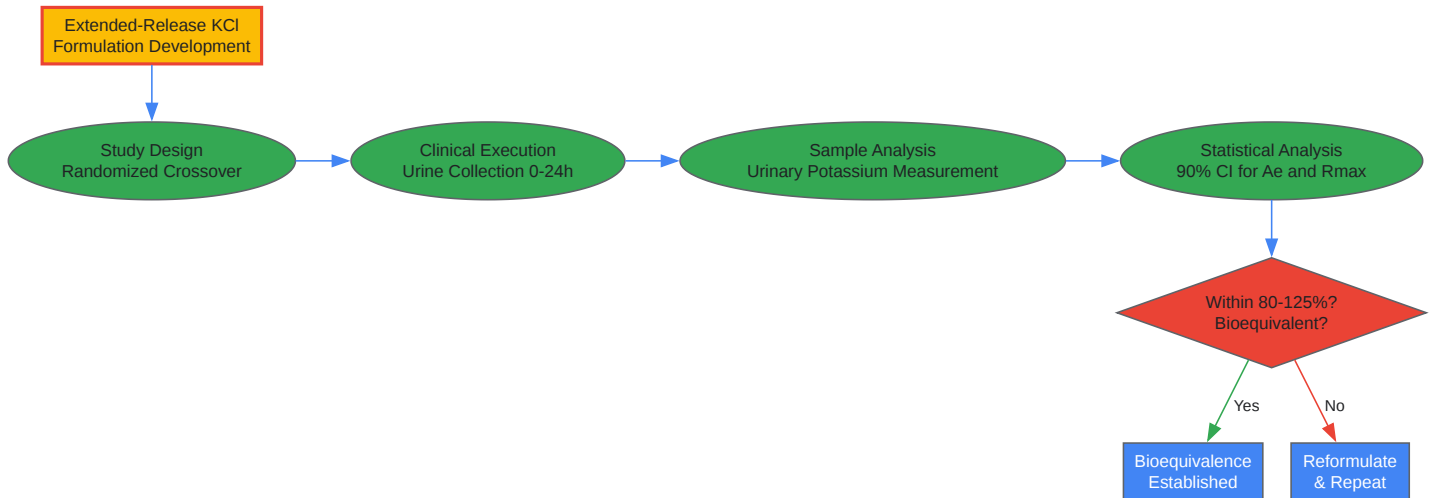 Extended-Release KCl
Formulation Development
Study Design
Randomized Crossover
Clinical Execution
Urine Collection 0-24h
Sample Analysis
Urinary Potassium Measurement
Statistical Analysis
90% CI for Ae and Rmax
Within 80-125%?
Bioequivalent?
Yes
No
Bioequivalence
Established
Reformulate
& Repeat